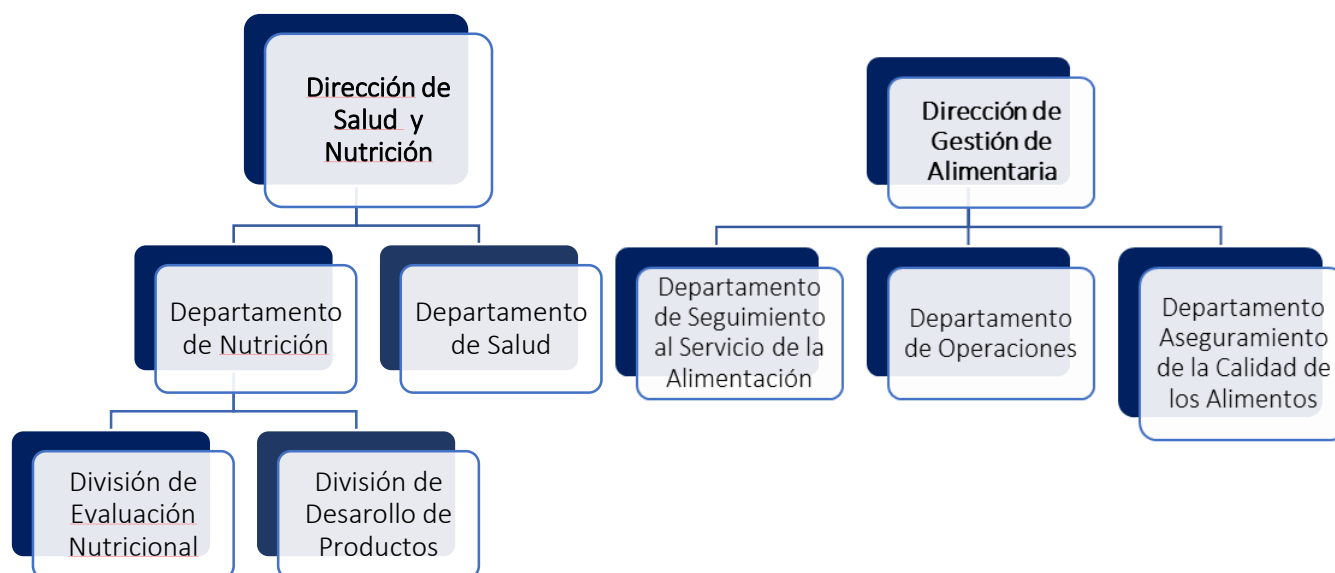 Dirección de
Salud y
Nutrición
Departamento
de Nutrición
Departamento
de Salud
División de
Evaluación
Nutricional
División de
Desarollo de
Productos
Dirección de
Gestión de
Alimentaria
Departamento
de Seguimiento
al Servicio de la
Alimentación
Departamento
de Operaciones
Departamento
Aseguramiento
de la Calidad de
los Alimentos